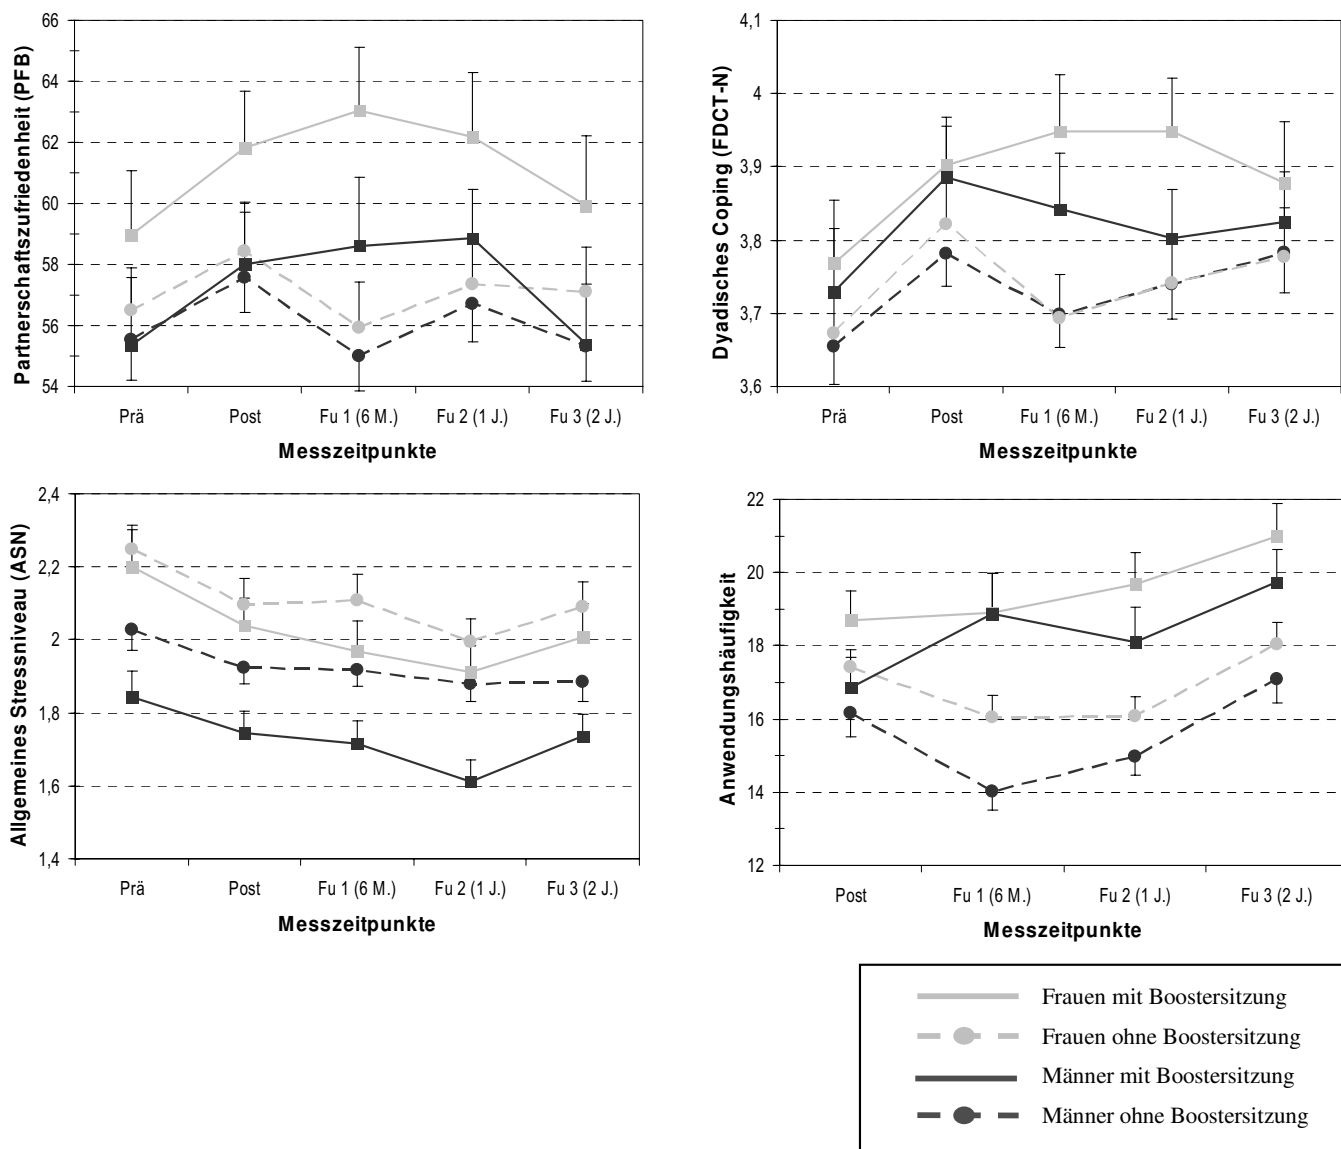 Partnerschaftszufriedenheit (PFB)
66
64
62
60
58
56
54
Prä Post Fu 1 (6 M.) Fu 2 (1 J.) Fu 3 (2 J.)
Messzeitpunkte
Dyadisches Coping (FDCT-N)
4,1
4
3,9
3,8
3,7
3,6
Prä Post Fu 1 (6 M.) Fu 2 (1 J.) Fu 3 (2 J.)
Messzeitpunkte
Allgemeines Stressniveau (ASN)
2,4
2,2
2
1,8
1,6
1,4
Prä Post Fu 1 (6 M.) Fu 2 (1 J.) Fu 3 (2 J.)
Messzeitpunkte
Anwendungshäufigkeit
22
20
18
16
14
12
Post Fu 1 (6 M.) Fu 2 (1 J.) Fu 3 (2 J.)
Messzeitpunkte
Frauen mit Boostersitzung
Frauen ohne Boostersitzung
Männer mit Boostersitzung
Männer ohne Boostersitzung